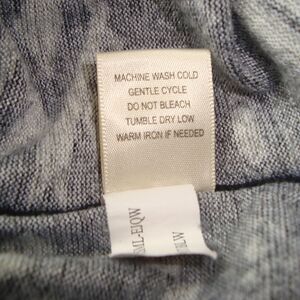 MACHINE WASH COLD
GENTLE CYCLE
DO NOT BLEACH
TUMBLE DRY LOW
WARM IRON IF NEEDED